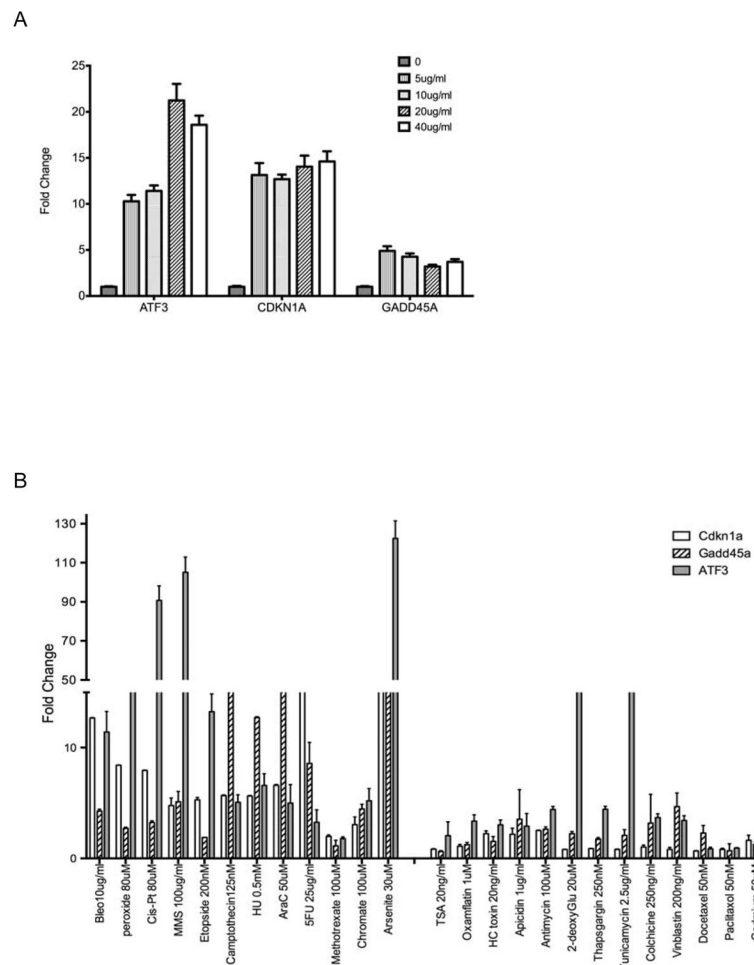 A
25
20
15
10
5
0
Fold Change
0
5ug/ml
10ug/ml
20ug/ml
40ug/ml
ATF3 CDKN1A GADD45A
B
130
110
90
70
50
10
0
Fold Change
Cdkn1a
Gadd45a
ATF3
Bleo10ug/ml
peroxide 80uM
Cis-Pt 80uM
MMS 100ug/ml
Etopside 200nM
Camptothecin125nM
HU 0.5mM
AraC 50uM
5FU 25ug/ml
Methotrexate 100uM
Chromate 100uM
Arsenite 30uM
TSA 20ng/ml
Oxamflatin 1uM
HC toxin 20ng/ml
Apicidin 1ug/ml
Antimycin 100uM
2-deoxyGlu 20uM
Thapsgargin 250nM
unicamycin 2.5ug/ml
Colchicine 250ng/ml
Vinblastin 200ng/ml
Docetaxel 50nM
Paclitaxol 50nM